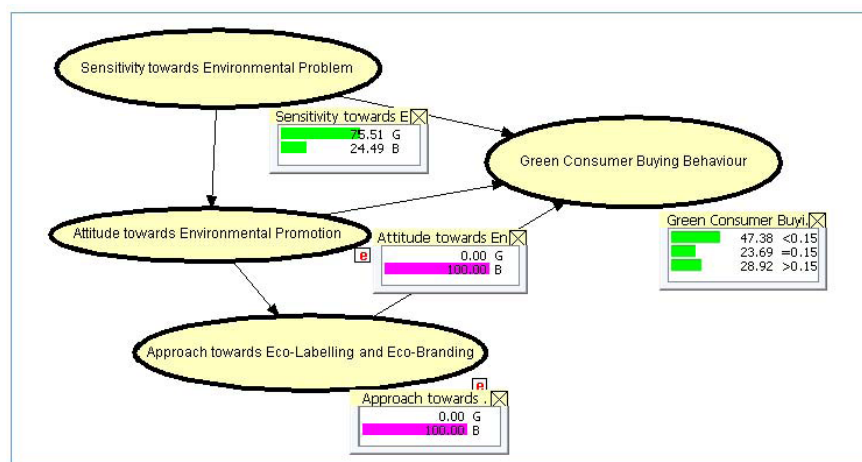 Sensitivity towards Environmental Problem
Sensitivity towards E
75.51 G
24.49 B
Green Consumer Buying Behaviour
Attitude towards Environmental Promotion
e
Attitude towards En
0.00 G
100.00 B
Green Consumer Buyi.
47.38 <0.15
23.69 =0.15
28.92 >0.15
Approach towards Eco-Labelling and Eco-Branding
e
Approach towards .
0.00 G
100.00 B